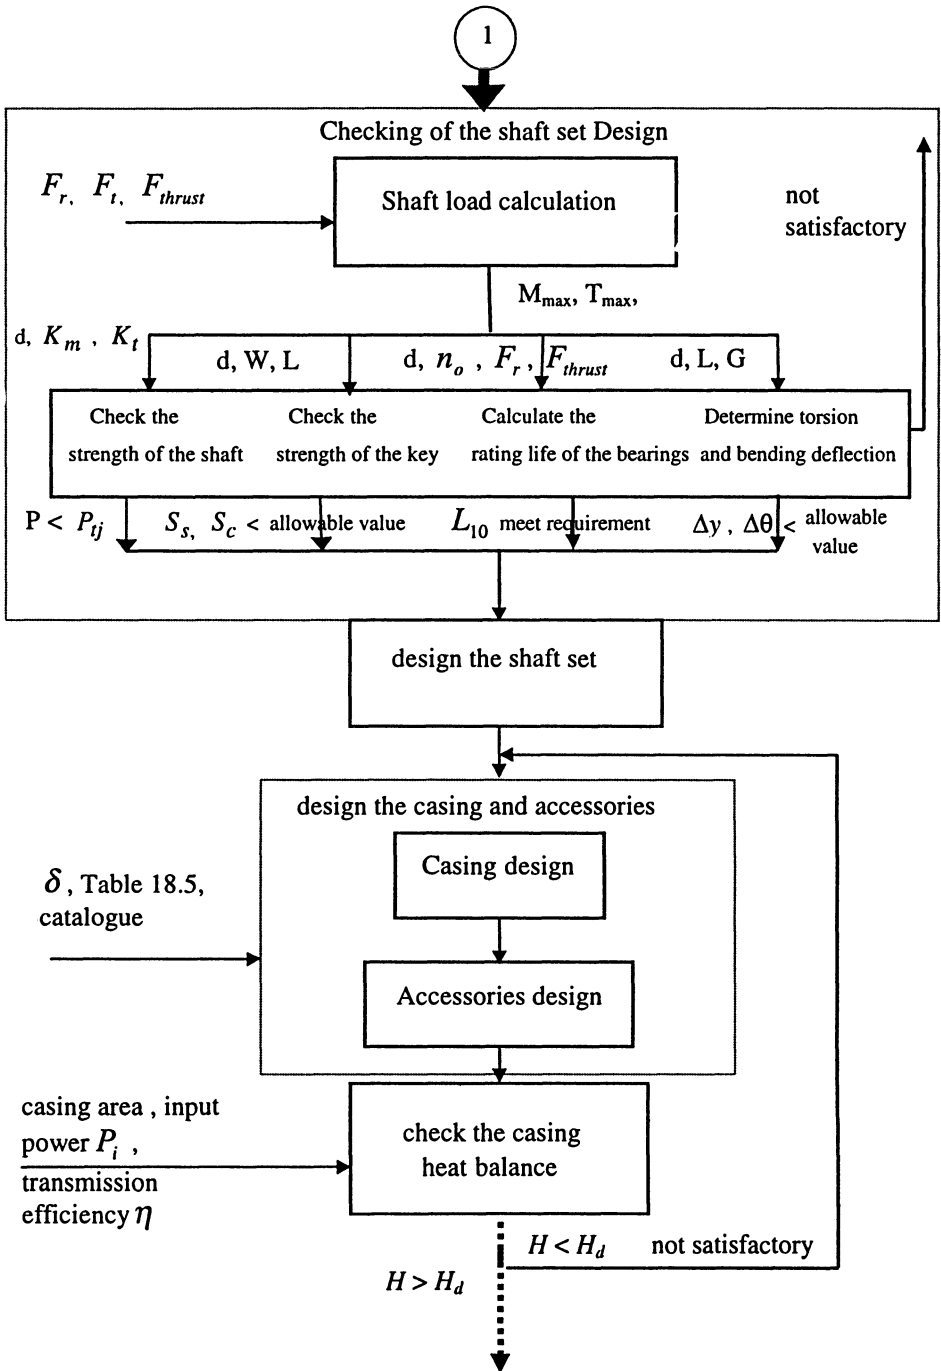 1
Checking of the shaft set Design
F_r, F_t, F_thrust
Shaft load calculation
not
satisfactory
M_max, T_max,
d, K_m , K_t
d, W, L
d, n_o , F_r , F_thrust
d, L, G
Check the
strength of the shaft
Check the
strength of the key
Calculate the
rating life of the bearings
Determine torsion
and bending deflection
P < P_tj
S_s, S_c < allowable value
L_10 meet requirement
Δy , Δθ < allowable
value
design the shaft set
design the casing and accessories
Casing design
δ , Table 18.5,
catalogue
Accessories design
casing area , input
power P_i ,
transmission
efficiency η
check the casing
heat balance
H < H_d not satisfactory
H > H_d